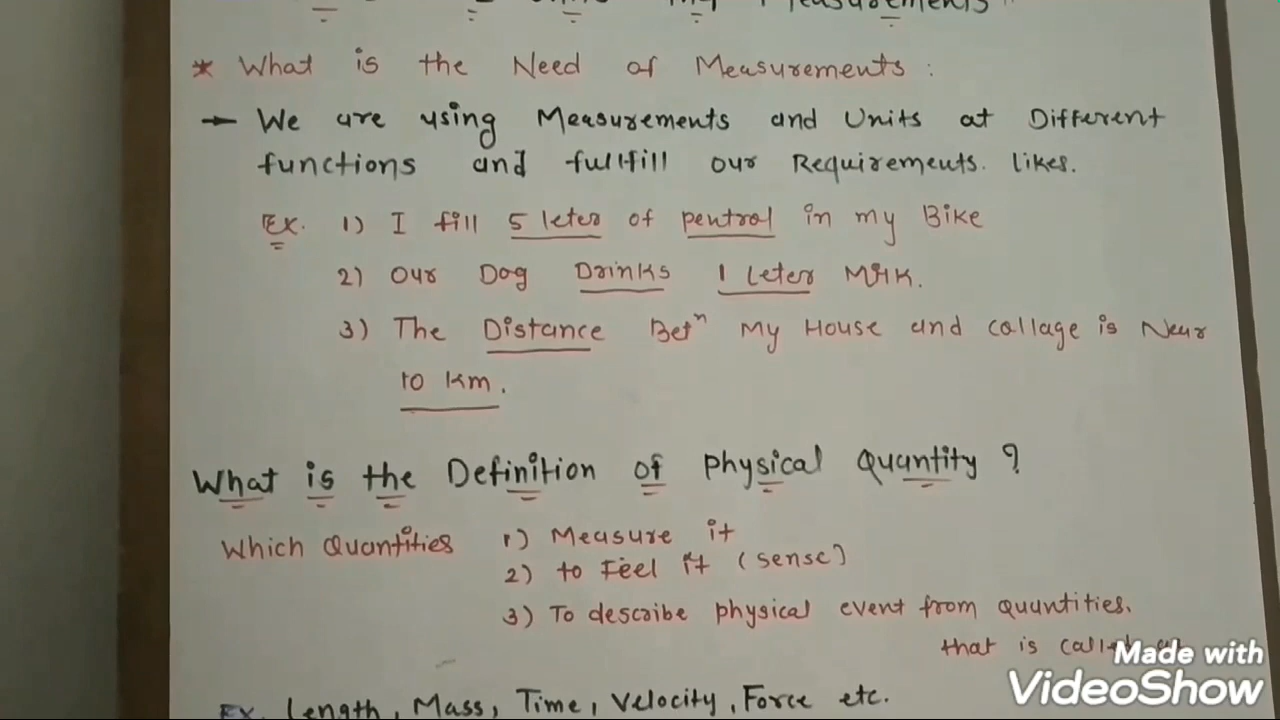 Measurements"
* What is the Need of Measurements :
→ We are using Measurements and Units at Different
functions and fullfill our Requirements. likes.
Ex. 1) I fill 5 leter of pentrol in my Bike
2) Our Dog Drinks 1 leter Milk.
3) The Distance Betⁿ My House and callage is Near
10 Km.
What is the Definition of physical Quantity ?
Which Quantities 1) Measure it
2) to Feel it (sense)
3) To describe physical event from quantities.
that is called
Ex. Length, Mass, Time, Velocity, Force etc.
Made with
VideoShow